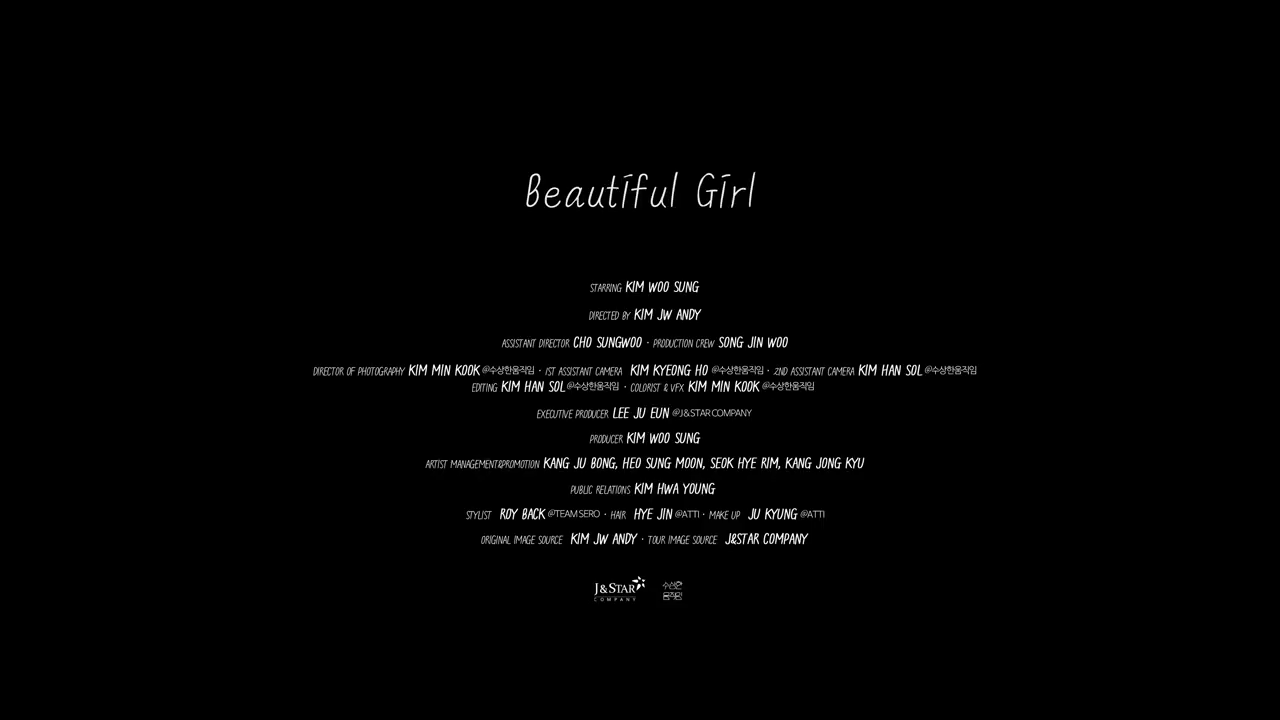 Beautiful Girl
STARRING KIM WOO SUNG
DIRECTED BY KIM JW ANDY
ASSISTANT DIRECTOR CHO SUNGWOO · PRODUCTION CREW SONG JIN WOO
DIRECTOR OF PHOTOGRAPHY KIM MIN KOOK @수상한움직임 · 1ST ASSISTANT CAMERA KIM KYEONG HO @수상한움직임 · 2ND ASSISTANT CAMERA KIM HAN SOL @수상한움직임
EDITING KIM HAN SOL @수상한움직임 · COLORIST & VFX KIM MIN KOOK @수상한움직임
EXECUTIVE PRODUCER LEE JU EUN @J&STAR COMPANY
PRODUCER KIM WOO SUNG
ARTIST MANAGEMENT&PROMOTION KANG JU BONG, HEO SUNG MOON, SEOK HYE RIM, KANG JONG KYU
PUBLIC RELATIONS KIM HWA YOUNG
STYLIST ROY BACK @TEAM SERO · HAIR HYE JIN @ATTI · MAKE UP JU KYUNG @ATTI
ORIGINAL IMAGE SOURCE KIM JW ANDY · TOUR IMAGE SOURCE J&STAR COMPANY
J&STAR
COMPANY
수상한
움직임